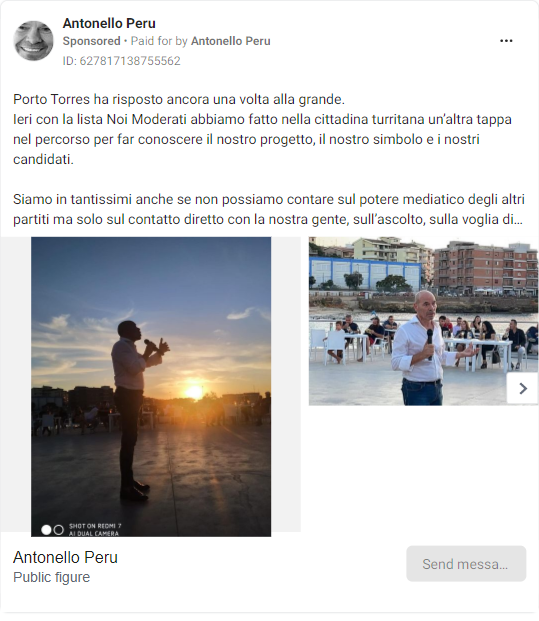 Antonello Peru
Sponsored • Paid for by Antonello Peru
ID: 627817138755562
Porto Torres ha risposto ancora una volta alla grande.
Ieri con la lista Noi Moderati abbiamo fatto nella cittadina turritana un'altra tappa
nel percorso per far conoscere il nostro progetto, il nostro simbolo e i nostri
candidati.
Siamo in tantissimi anche se non possiamo contare sul potere mediatico degli altri
partiti ma solo sul contatto diretto con la nostra gente, sull'ascolto, sulla voglia di...
SHOT ON REDMI 7
AI DUAL CAMERA
Antonello Peru
Public figure
Send messa...